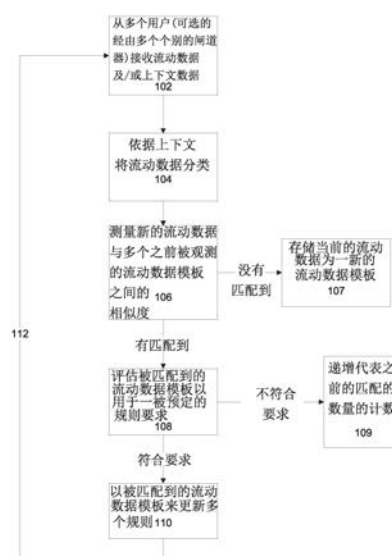 从多个用户(可选的
经由多个个别的闸道
器)接收流动数据
及/或上下文数据
102
依据上下文
将流动数据分类
104
测量新的流动数据
与多个之前被观测
的流动数据模板
之间的
106 相似度
没有
匹配到
存储当前的流动
数据为一新的
流动数据模板
107
112
有匹配到
评估被匹配到的
流动数据模板以
用于一被预定的
规则要求
108
不符合
要求
递增代表之
前的匹配的
数量的计数
109
符合要求
以被匹配到的流动
数据模板来更新多
个规则110